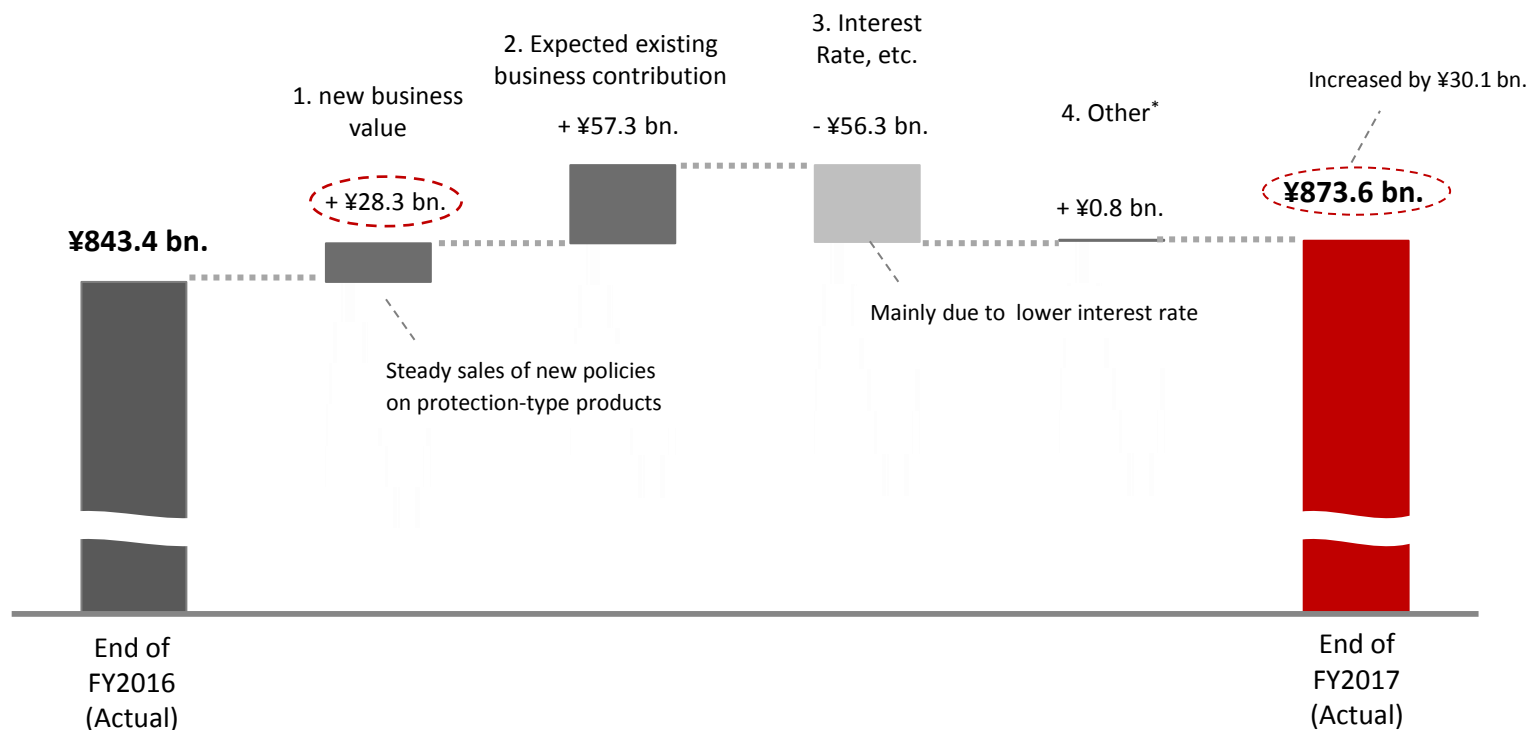 3. Interest
Rate, etc.
2. Expected existing
business contribution
Increased by ¥30.1 bn.
1. new business
value
4. Other*
+ ¥57.3 bn.
- ¥56.3 bn.
+ ¥28.3 bn.
+ ¥0.8 bn.
¥873.6 bn.
¥843.4 bn.
Mainly due to lower interest rate
Steady sales of new policies
on protection-type products
End of
FY2016
(Actual)
End of
FY2017
(Actual)